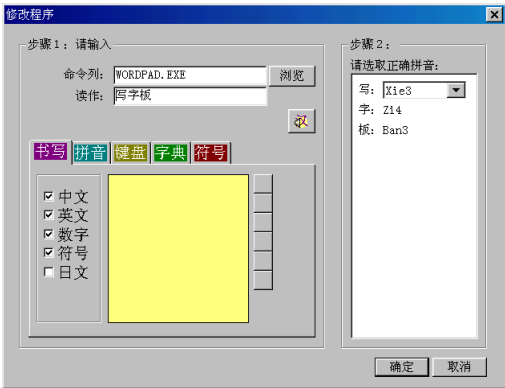 修改程序
步骤1：请输入
命令列：WORDPAD.EXE 浏览
读作：写字板
汉
书写 拼音 键盘 字典 符号
中文
英文
数字
符号
日文
步骤2：
请选取正确拼音：
写：Xie3
字：Zi4
板：Ban3
确定 取消